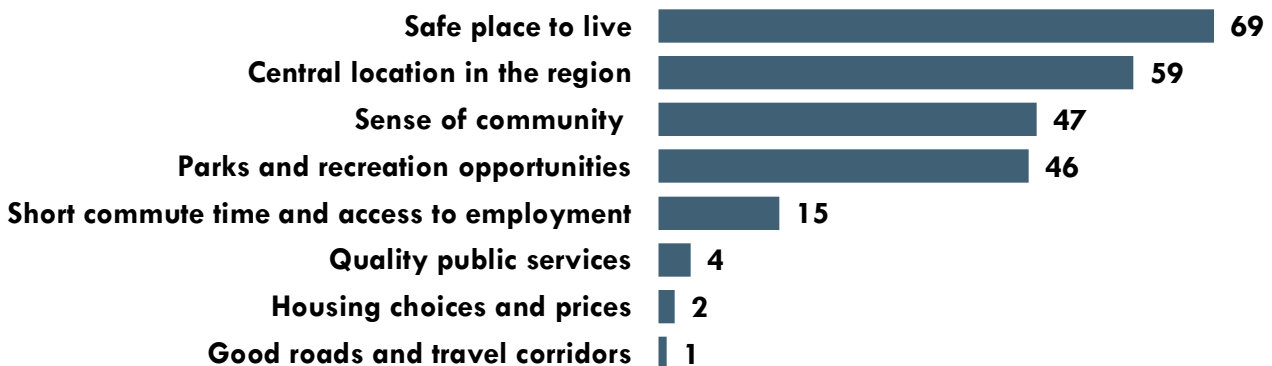 Safe place to live 69
Central location in the region 59
Sense of community 47
Parks and recreation opportunities 46
Short commute time and access to employment 15
Quality public services 4
Housing choices and prices 2
Good roads and travel corridors 1